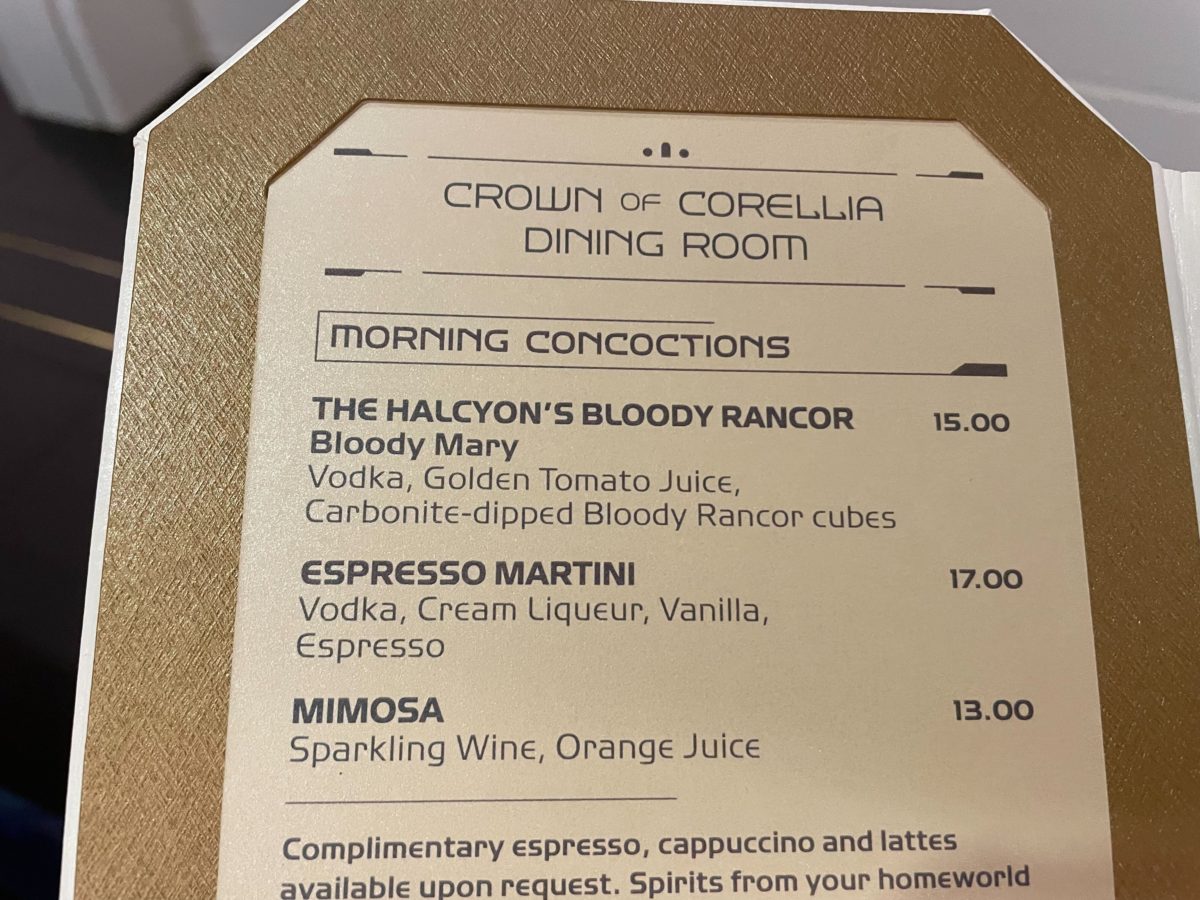 CROWN OF CORELLIA
DINING ROOM
MORNING CONCOCTIONS
THE HALCYON'S BLOODY RANCOR 15.00
Bloody Mary
Vodka, Golden Tomato Juice,
Carbonite-dipped Bloody Rancor cubes
ESPRESSO MARTINI 17.00
Vodka, Cream Liqueur, Vanilla,
Espresso
MIMOSA 13.00
Sparkling Wine, Orange Juice
Complimentary espresso, cappuccino and lattes
available upon request. Spirits from your homeworld